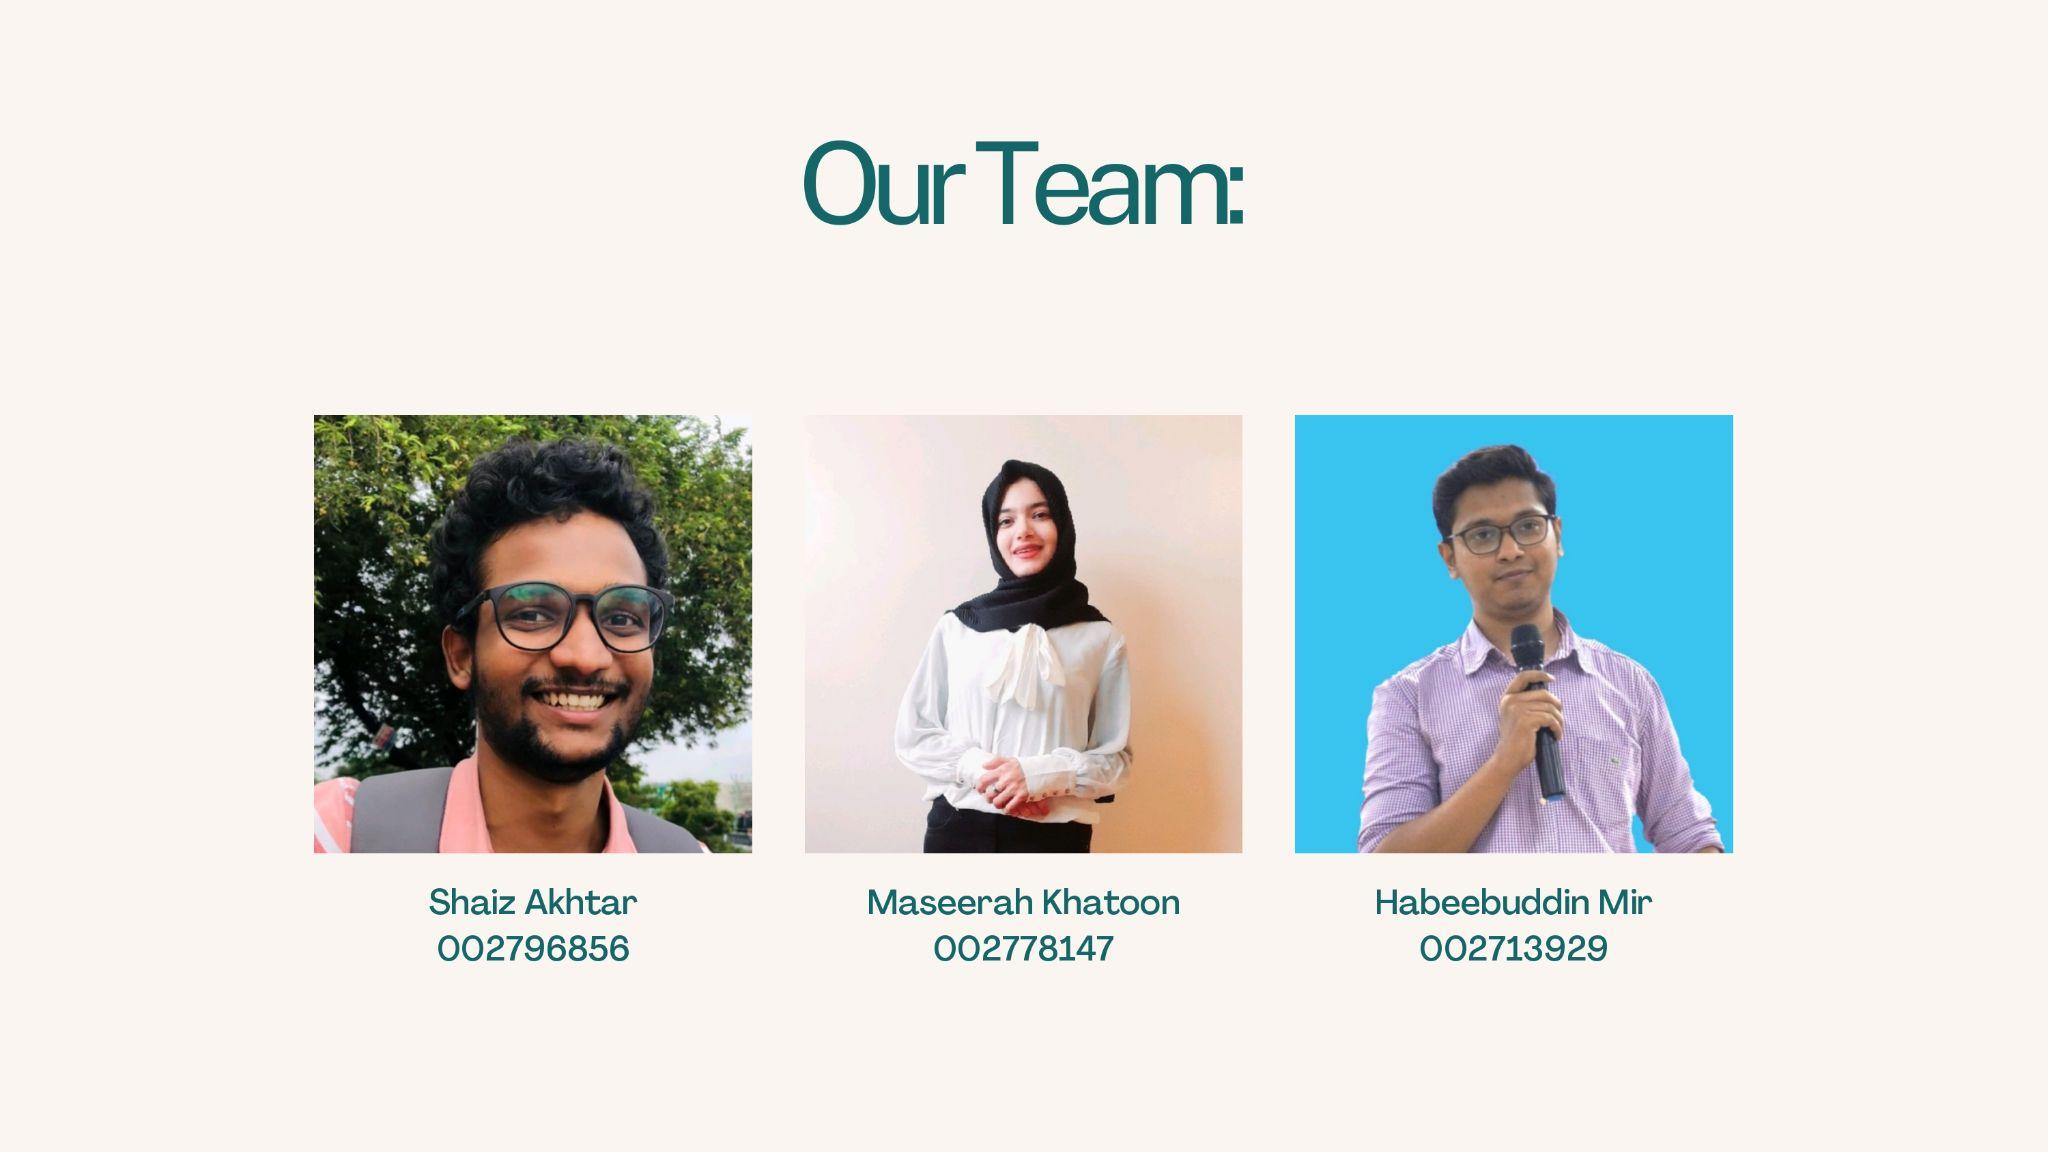 Our Team:
Shaiz Akhtar
002796856
Maseerah Khatoon
002778147
Habeebuddin Mir
002713929